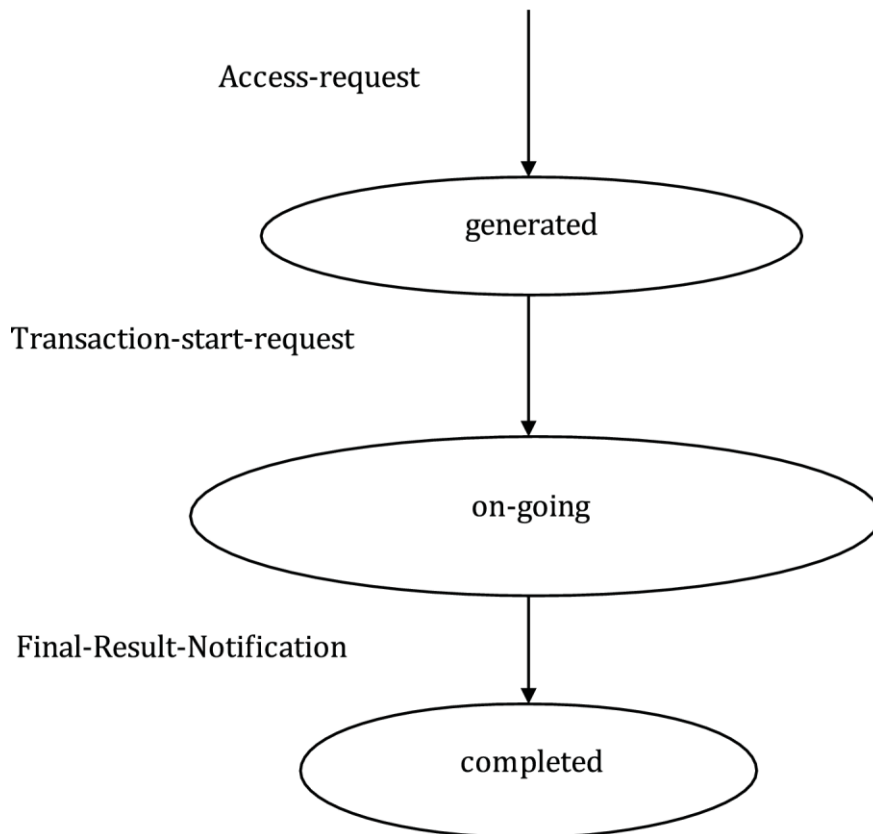 Access-request
generated
Transaction-start-request
on-going
Final-Result-Notification
completed